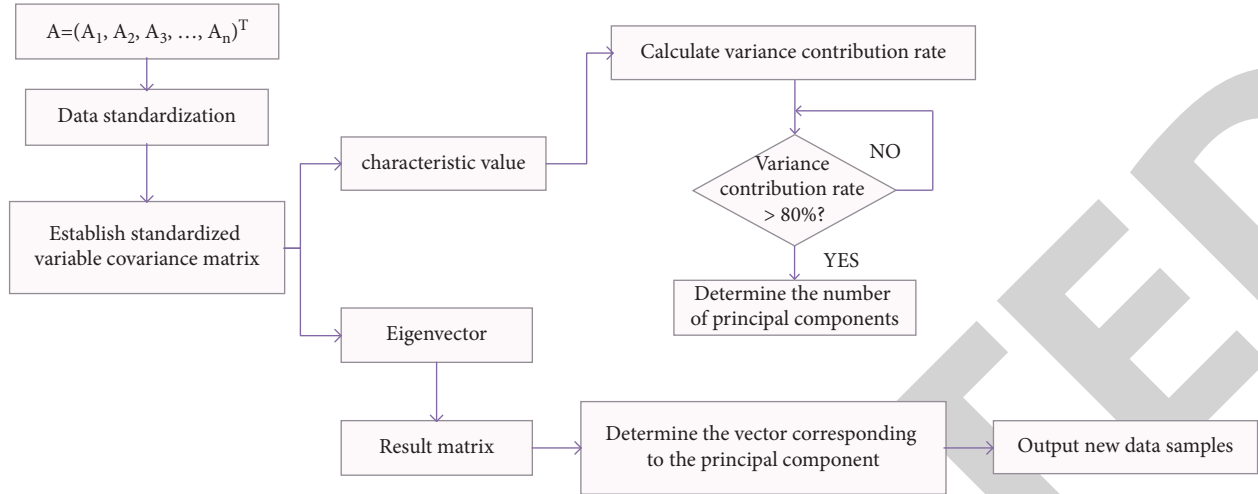 A=(A1, A2, A3, …, An)T
Data standardization
Establish standardized
variable covariance matrix
characteristic value
Calculate variance contribution rate
Variance
contribution rate
> 80%?
NO
YES
Determine the number
of principal components
Eigenvector
Result matrix
Determine the vector corresponding
to the principal component
Output new data samples
TED